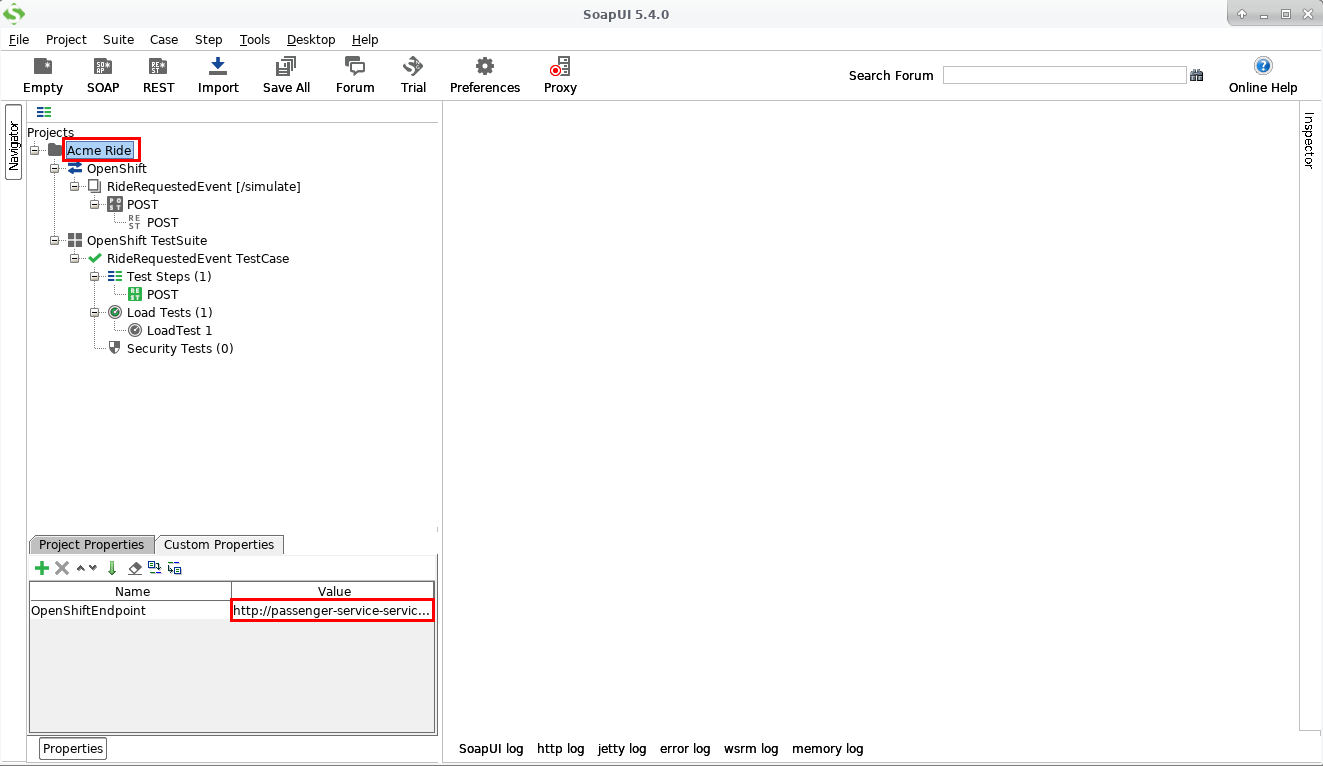 SoapUI 5.4.0
File Project Suite Case Step Tools Desktop Help
Empty SOAP REST Import Save All Forum Trial Preferences Proxy Search Forum Online Help
Navigator
Inspector
Projects
Acme Ride
OpenShift
RideRequestedEvent [/simulate]
POST
POST
OpenShift TestSuite
RideRequestedEvent TestCase
Test Steps (1)
POST
Load Tests (1)
LoadTest 1
Security Tests (0)
Project Properties Custom Properties
Name Value
OpenShiftEndpoint http://passenger-service-servic...
Properties SoapUI log http log jetty log error log wsrm log memory log